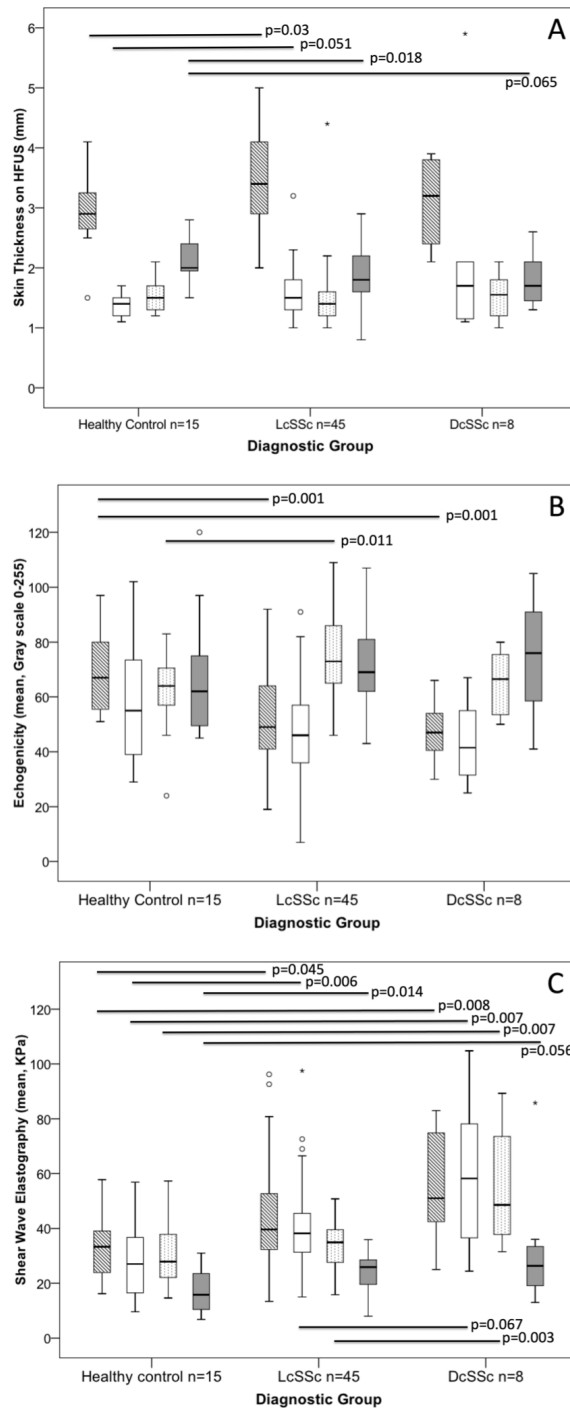 A
p=0.03
p=0.051
p=0.018
p=0.065
Skin Thickness on HFUS (mm)
6
5
4
3
2
1
0
*
*
Healthy Control n=15 LcSSc n=45 DcSSc n=8
Diagnostic Group
B
p=0.001
p=0.001
p=0.011
Echogenicity (mean, Gray scale 0-255)
120
100
80
60
40
20
0
Healthy Control n=15 LcSSc n=45 DcSSc n=8
Diagnostic Group
C
p=0.045
p=0.006
p=0.014
p=0.008
p=0.007
p=0.007
p=0.056
Shear Wave Elastography (mean, KPa)
120
100
80
60
40
20
0
*
*
p=0.067
p=0.003
Healthy Control n=15 LcSSc n=45 DcSSc n=8
Diagnostic Group